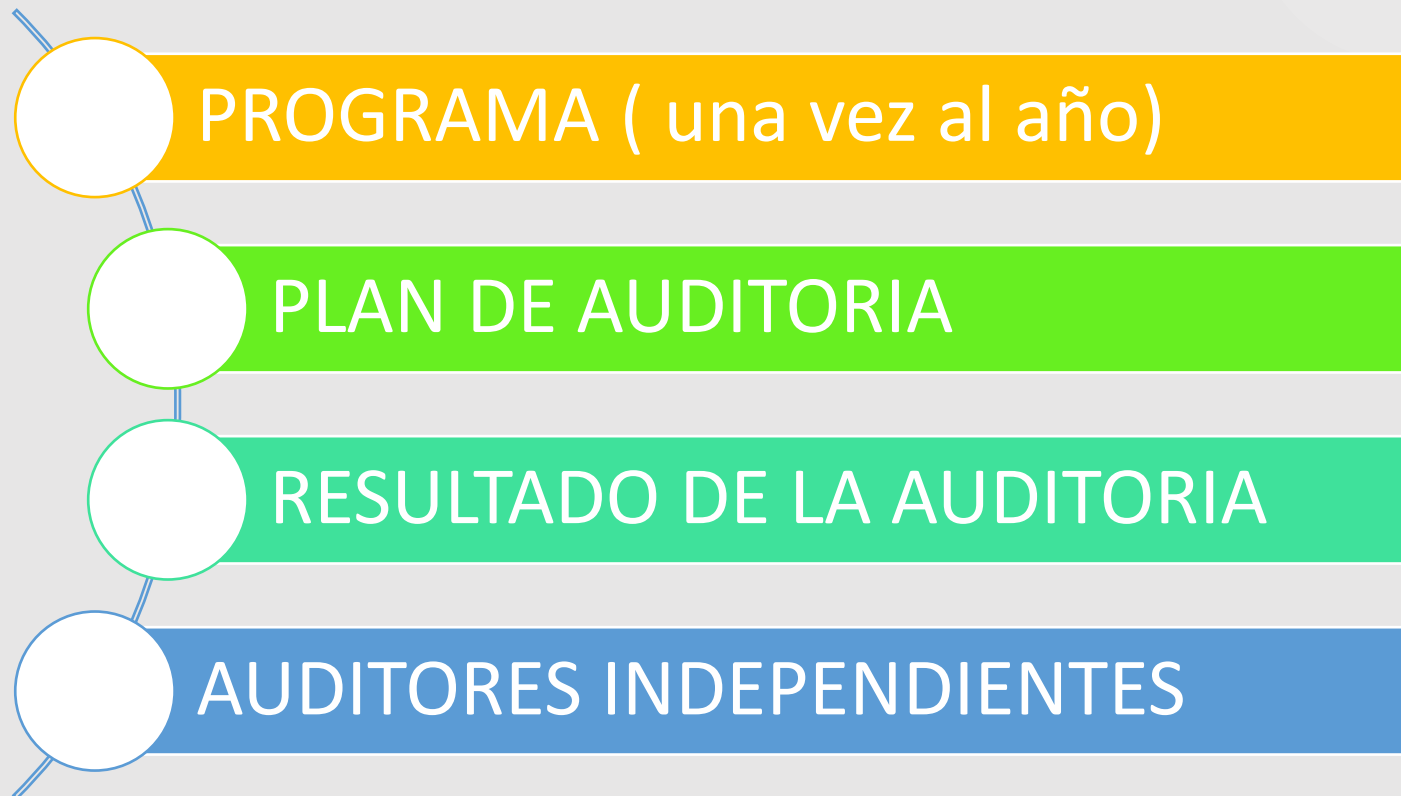 PROGRAMA ( una vez al año)
PLAN DE AUDITORIA
RESULTADO DE LA AUDITORIA
AUDITORES INDEPENDIENTES